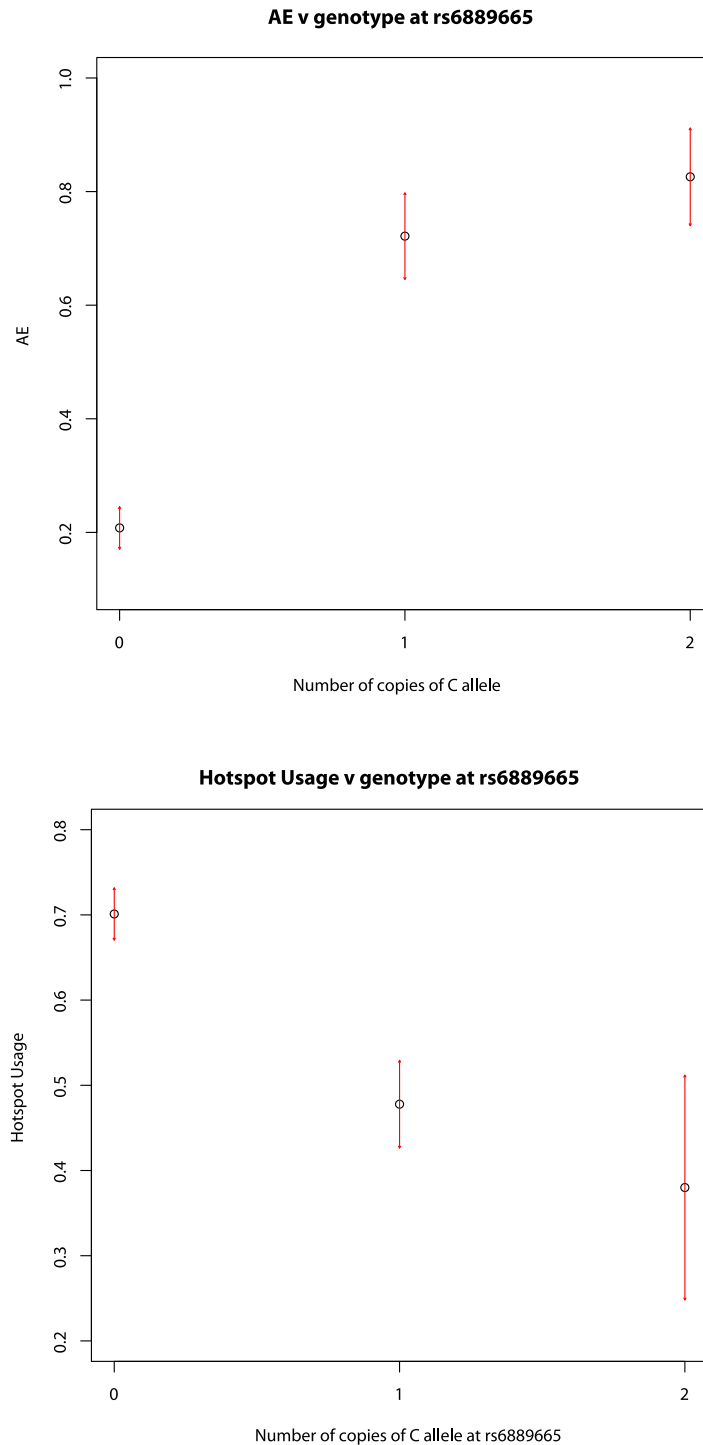 AE v genotype at rs6889665
1.0
0.8
0.6
0.4
0.2
AE
0 1 2
Number of copies of C allele
Hotspot Usage v genotype at rs6889665
0.8
0.7
0.6
0.5
0.4
0.3
0.2
Hotspot Usage
0 1 2
Number of copies of C allele at rs6889665